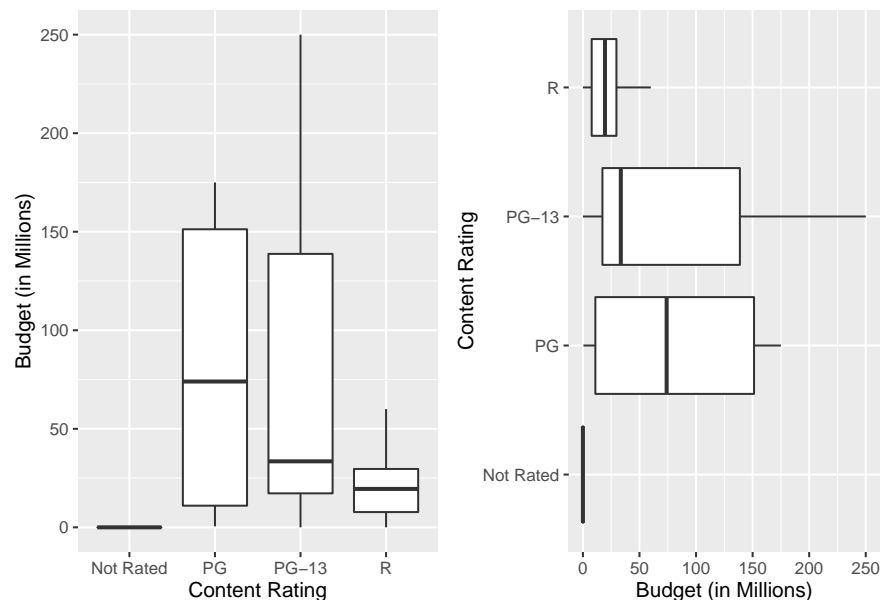 250
200
150
100
50
0
Budget (in Millions)
Not Rated PG PG−13 R
Content Rating
R
PG−13
PG
Not Rated
Content Rating
0 50 100 150 200 250
Budget (in Millions)